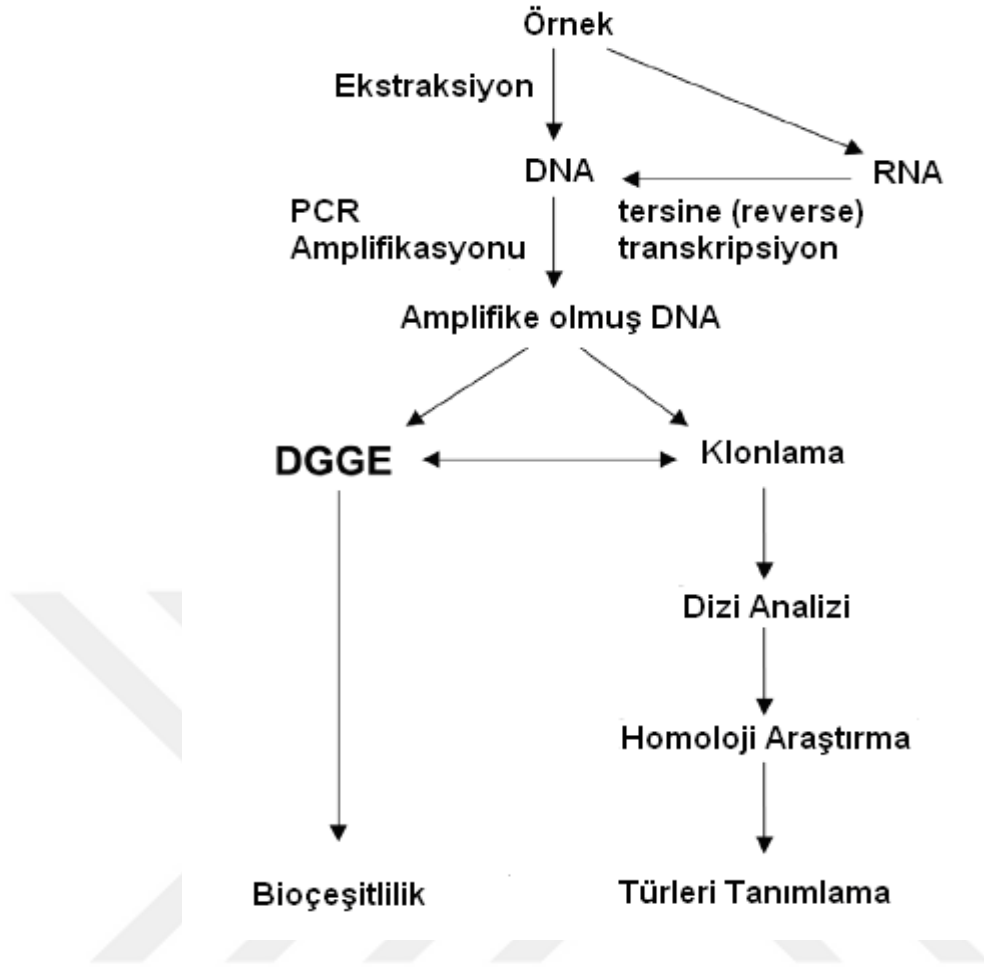 Örnek
Ekstraksiyon
DNA
RNA
PCR
Amplifikasyonu
tersine (reverse)
transkripsiyon
Amplifike olmuş DNA
DGGE
Klonlama
Dizi Analizi
Homoloji Araştırma
Bioçeşitlilik
Türleri Tanımlama